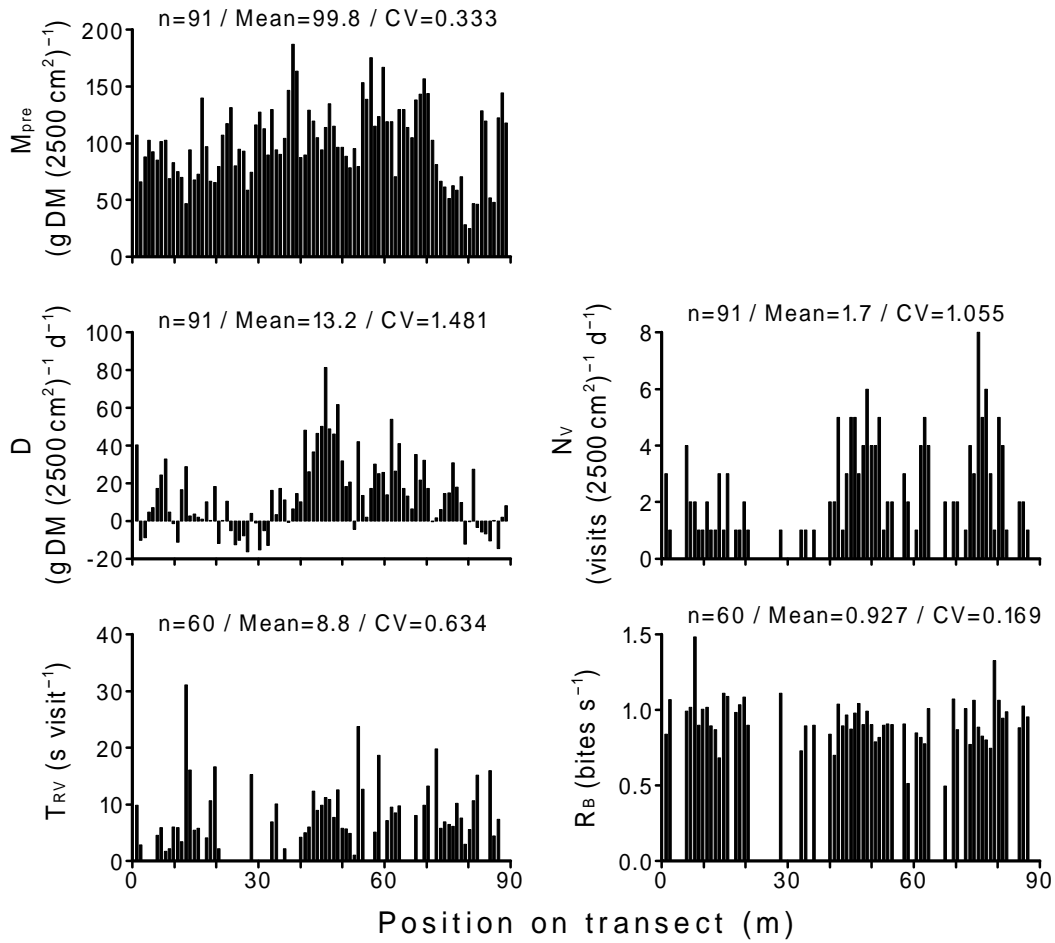 n=91 / Mean=99.8 / CV=0.333
M_pre
(g DM (2500 cm²)⁻¹)
200
150
100
50
0
n=91 / Mean=13.2 / CV=1.481
D
(g DM (2500 cm²)⁻¹ d⁻¹)
100
80
60
40
20
0
-20
n=91 / Mean=1.7 / CV=1.055
N_V
(visits (2500 cm²)⁻¹ d⁻¹)
8
6
4
2
0
n=60 / Mean=8.8 / CV=0.634
T_RV (s visit⁻¹)
40
30
20
10
0
0 30 60 90
n=60 / Mean=0.927 / CV=0.169
R_B (bites s⁻¹)
1.5
1.0
0.5
0.0
0 30 60 90
Position on transect (m)